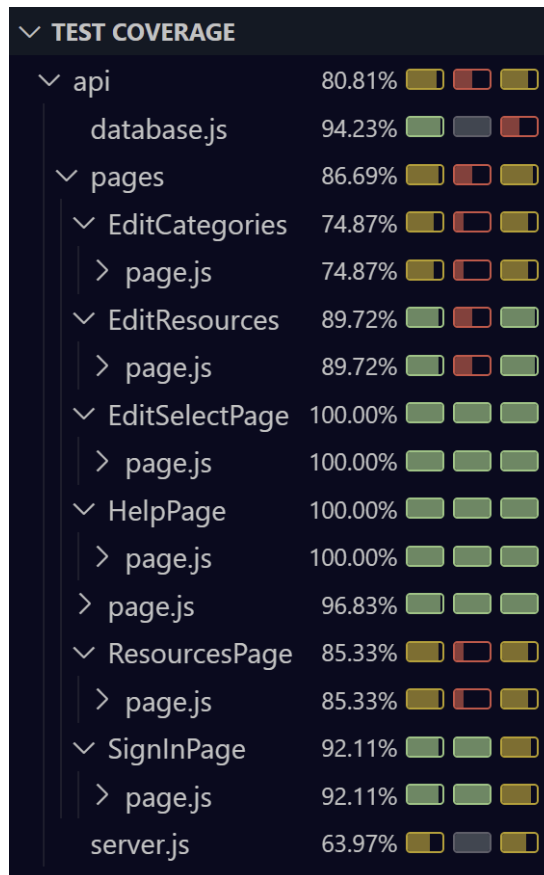 TEST COVERAGE
api 80.81%
database.js 94.23%
pages 86.69%
EditCategories 74.87%
page.js 74.87%
EditResources 89.72%
page.js 89.72%
EditSelectPage 100.00%
page.js 100.00%
HelpPage 100.00%
page.js 100.00%
page.js 96.83%
ResourcesPage 85.33%
page.js 85.33%
SignInPage 92.11%
page.js 92.11%
server.js 63.97%